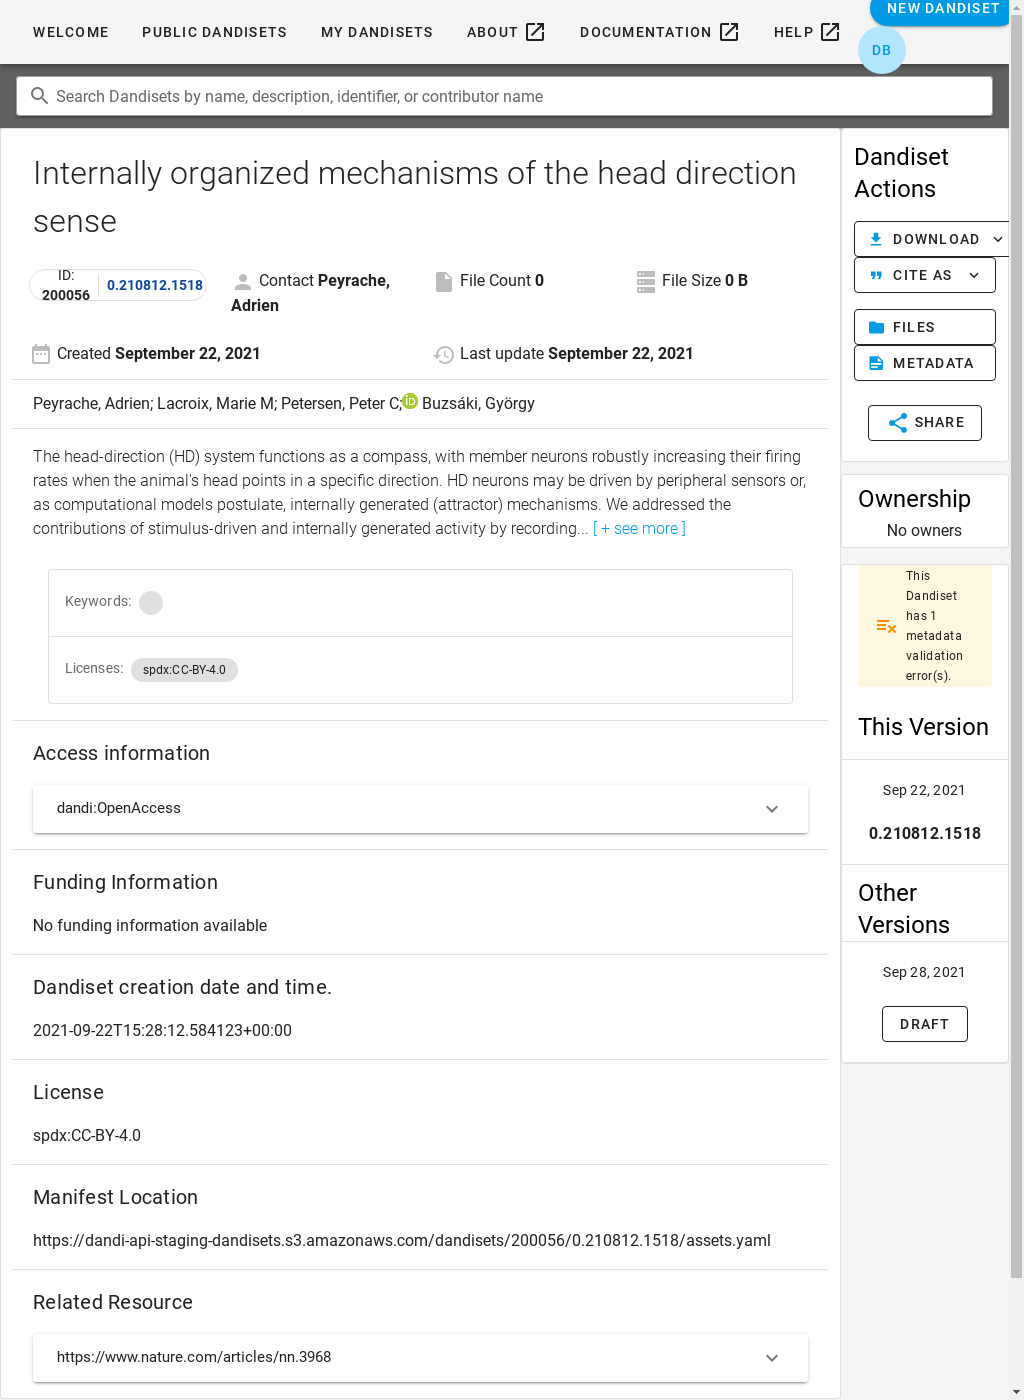 WELCOME PUBLIC DANDISETS MY DANDISETS ABOUT DOCUMENTATION HELP NEW DANDISET
DB
Search Dandisets by name, description, identifier, or contributor name
Internally organized mechanisms of the head direction
sense
ID:
200056 0.210812.1518
Contact Peyrache,
Adrien
File Count 0
File Size 0 B
Created September 22, 2021
Last update September 22, 2021
Peyrache, Adrien; Lacroix, Marie M; Petersen, Peter C; iD Buzsáki, György
The head-direction (HD) system functions as a compass, with member neurons robustly increasing their firing
rates when the animal's head points in a specific direction. HD neurons may be driven by peripheral sensors or,
as computational models postulate, internally generated (attractor) mechanisms. We addressed the
contributions of stimulus-driven and internally generated activity by recording... [ + see more ]
Keywords:
Licenses: spdx:CC-BY-4.0
Access information
dandi:OpenAccess
Funding Information
No funding information available
Dandiset creation date and time.
2021-09-22T15:28:12.584123+00:00
License
spdx:CC-BY-4.0
Manifest Location
https://dandi-api-staging-dandisets.s3.amazonaws.com/dandisets/200056/0.210812.1518/assets.yaml
Related Resource
https://www.nature.com/articles/nn.3968
Dandiset
Actions
DOWNLOAD
CITE AS
FILES
METADATA
SHARE
Ownership
No owners
This
Dandiset
has 1
metadata
validation
error(s).
This Version
Sep 22, 2021
0.210812.1518
Other
Versions
Sep 28, 2021
DRAFT